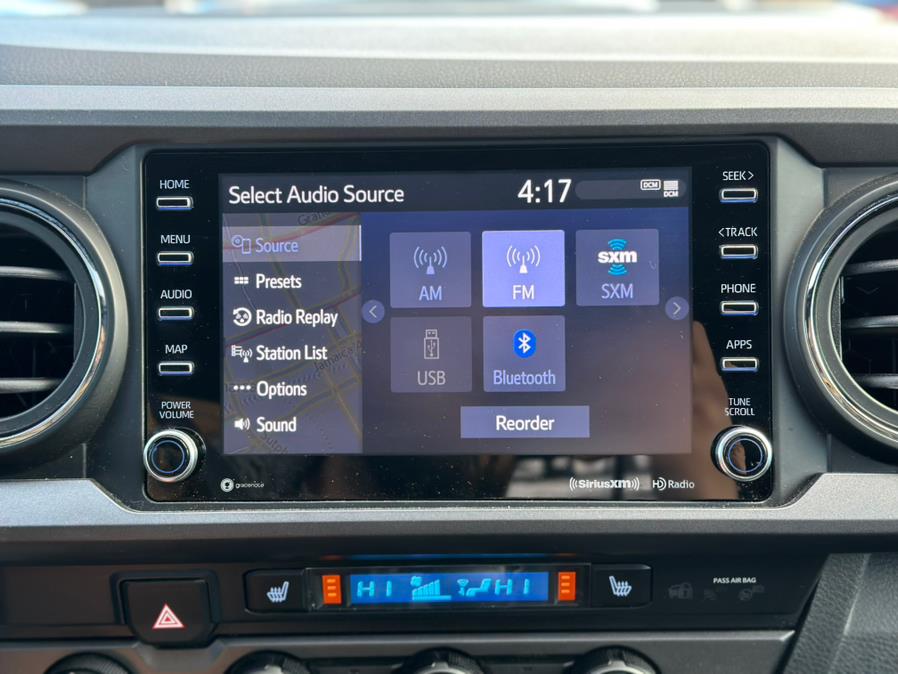 Select Audio Source
4:17
DCM
DCM
HOME
MENU
AUDIO
MAP
POWER
VOLUME
Source
Presets
Radio Replay
Station List
Options
Sound
AM
FM
sxm
SXM
USB
Bluetooth
Reorder
SEEK >
< TRACK
PHONE
APPS
TUNE
SCROLL
gracenote
((SiriusXM))
HD Radio
HI
HI
PASS AIR BAG